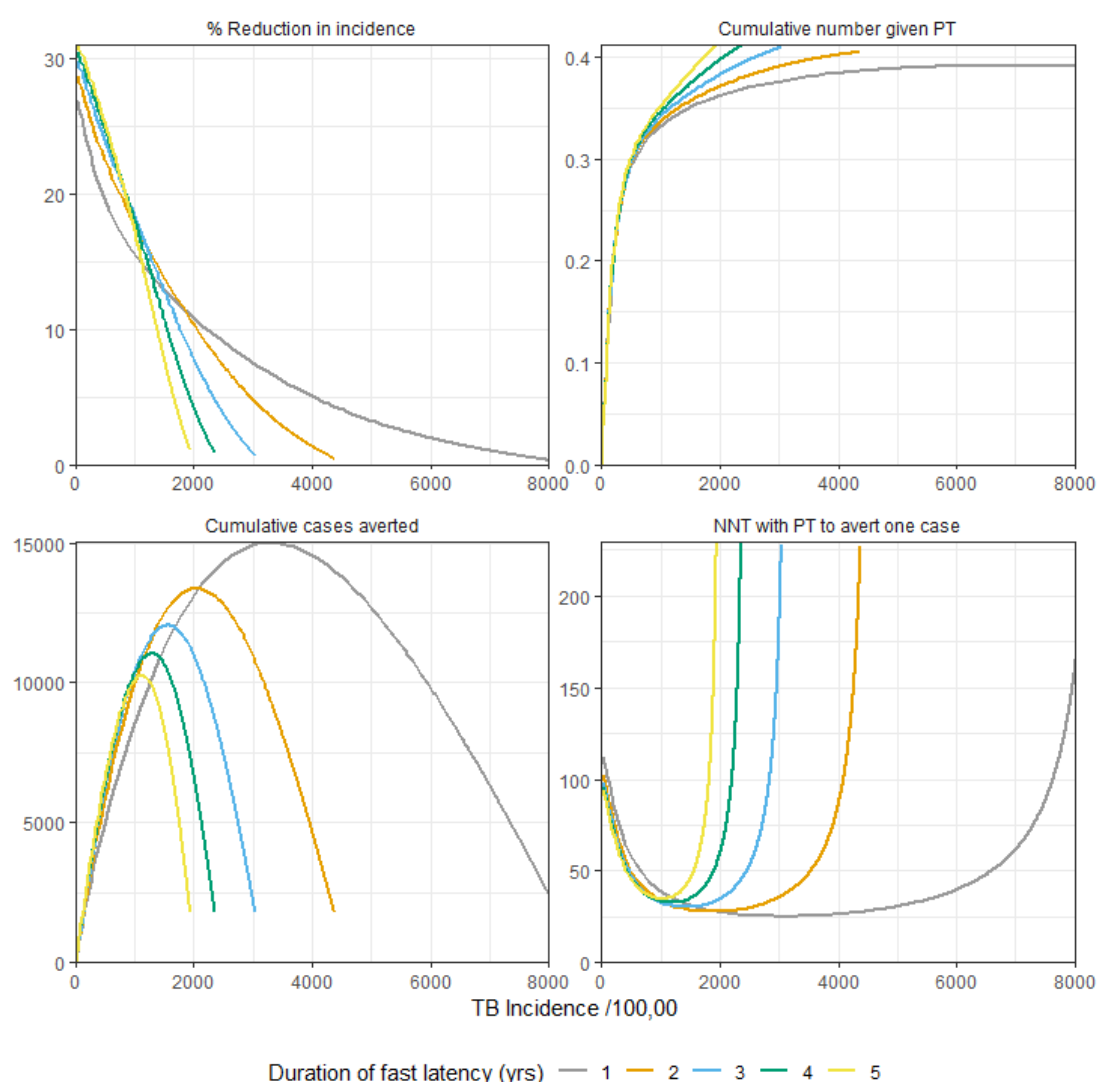 % Reduction in incidence
Cumulative number given PT
30
20
10
0
0 2000 4000 6000 8000
0.4
0.3
0.2
0.1
0.0
0 2000 4000 6000 8000
Cumulative cases averted
NNT with PT to avert one case
15000
10000
5000
0
0 2000 4000 6000 8000
200
150
100
50
0
0 2000 4000 6000 8000
TB Incidence /100,00
Duration of fast latency (yrs) 1 2 3 4 5